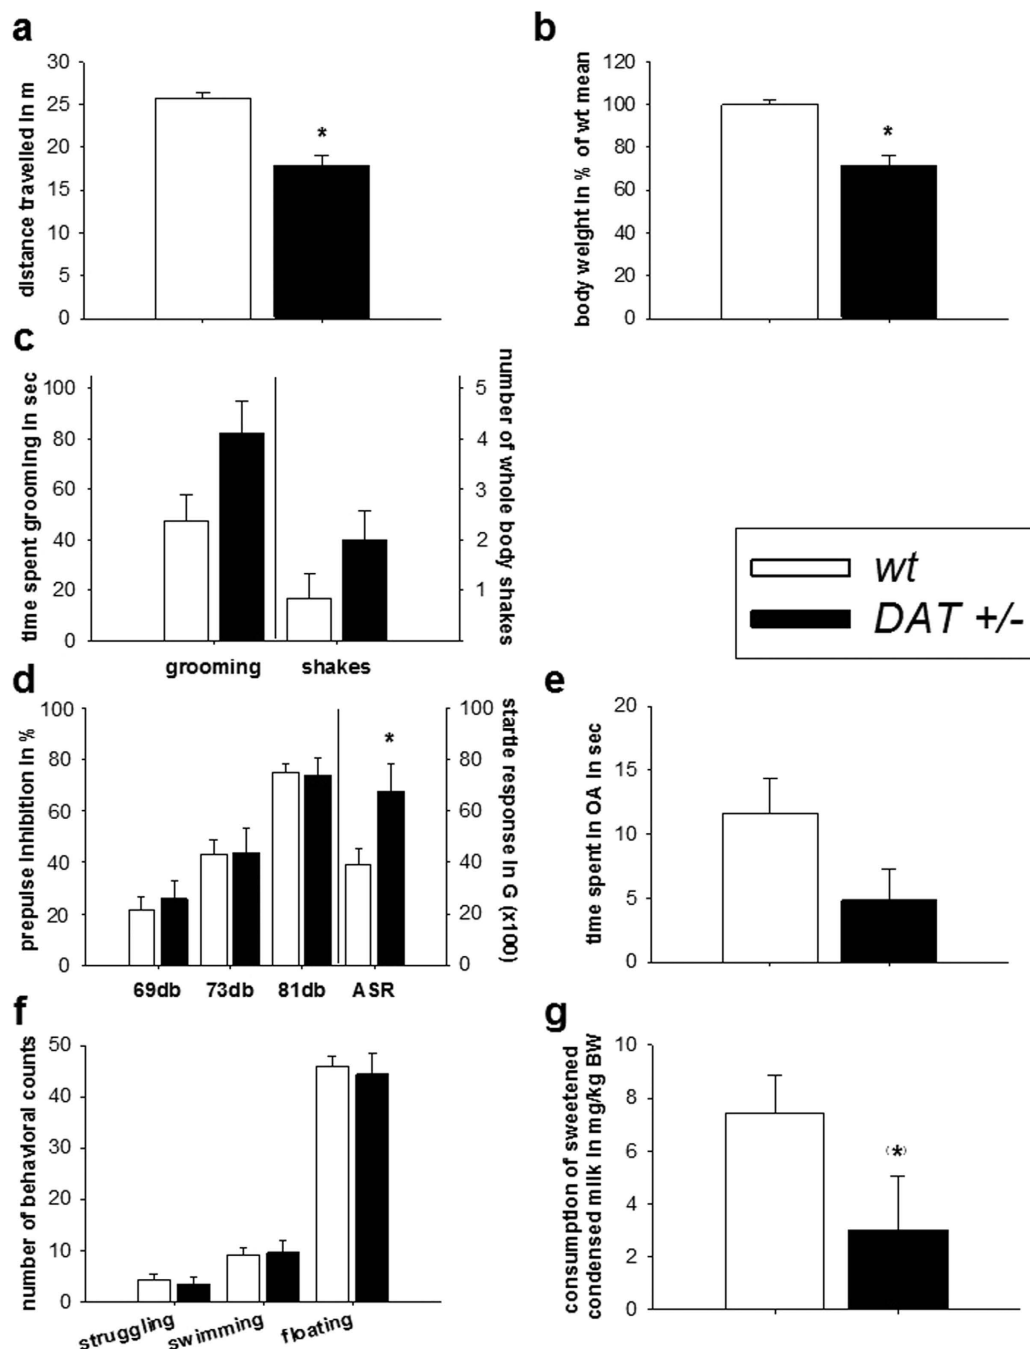 a
distance travelled in m
30
25
20
15
10
5
0
*
b
body weight in % of wt mean
120
100
80
60
40
20
0
*
c
time spent grooming in sec
100
80
60
40
20
0
number of whole body shakes
5
4
3
2
1
grooming shakes
wt
DAT +/-
d
prepulse inhibition in %
100
80
60
40
20
0
*
startle response in G (x100)
100
80
60
40
20
0
69db 73db 81db ASR
e
time spent in OA in sec
20
15
10
5
0
f
number of behavioral counts
50
40
30
20
10
0
struggling swimming floating
g
consumption of sweetened
condensed milk in mg/kg BW
10
8
6
4
2
0
(*)